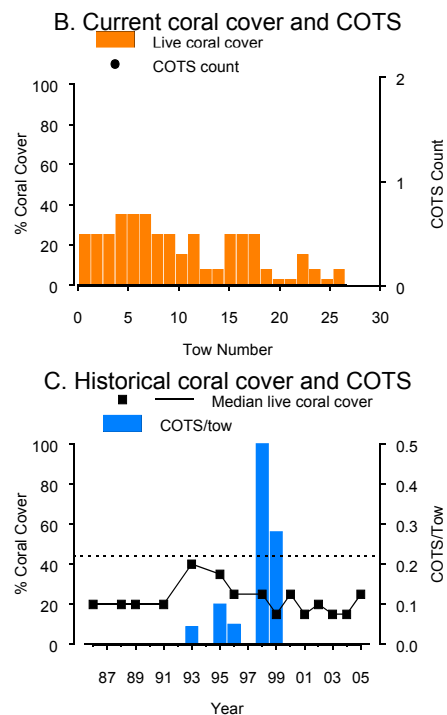 B. Current coral cover and COTS
Live coral cover
COTS count
100
80
60
40
20
0
% Coral Cover
2
1
0
COTS Count
0 5 10 15 20 25 30
Tow Number
C. Historical coral cover and COTS
Median live coral cover
COTS/tow
100
80
60
40
20
0
% Coral Cover
0.5
0.4
0.3
0.2
0.1
0.0
COTS/Tow
87 89 91 93 95 97 99 01 03 05
Year